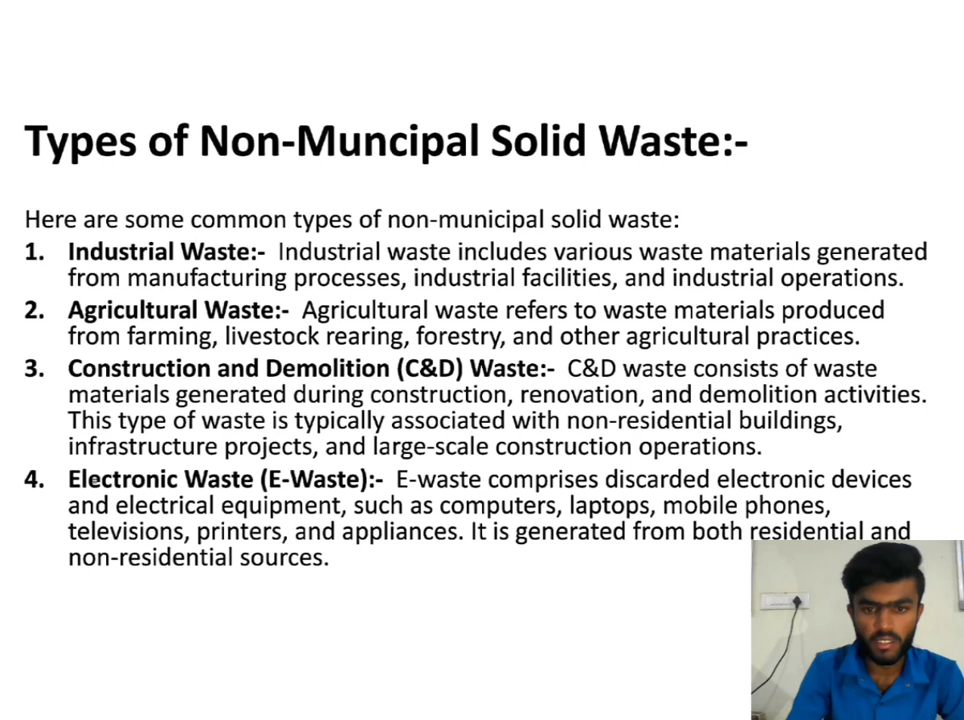 Types of Non-Muncipal Solid Waste:-
Here are some common types of non-municipal solid waste:
1. Industrial Waste:- Industrial waste includes various waste materials generated
from manufacturing processes, industrial facilities, and industrial operations.
2. Agricultural Waste:- Agricultural waste refers to waste materials produced
from farming, livestock rearing, forestry, and other agricultural practices.
3. Construction and Demolition (C&D) Waste:- C&D waste consists of waste
materials generated during construction, renovation, and demolition activities.
This type of waste is typically associated with non-residential buildings,
infrastructure projects, and large-scale construction operations.
4. Electronic Waste (E-Waste):- E-waste comprises discarded electronic devices
and electrical equipment, such as computers, laptops, mobile phones,
televisions, printers, and appliances. It is generated from both residential and
non-residential sources.